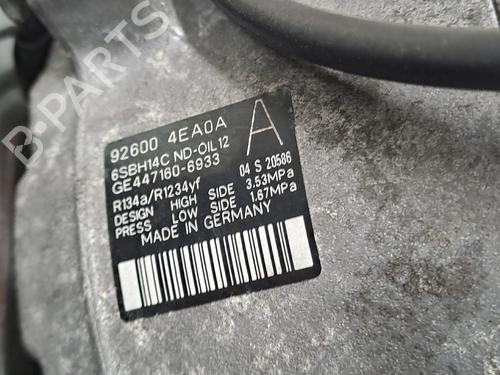 B-PARTS
92600 4EA0A A
6SBH14C ND-OIL12
GE447160-6933 04 S 20586
R134a/R1234yf
DESIGN HIGH SIDE 3.53MPa
PRESS LOW SIDE 1.67MPa
MADE IN GERMANY